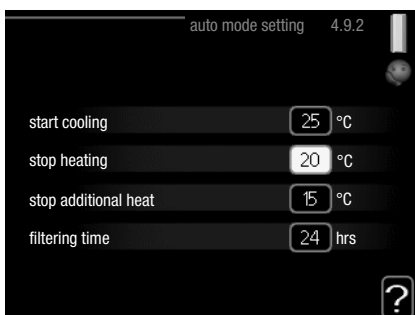 auto mode setting 4.9.2
start cooling 25 °C
stop heating 20 °C
stop additional heat 15 °C
filtering time 24 hrs
?